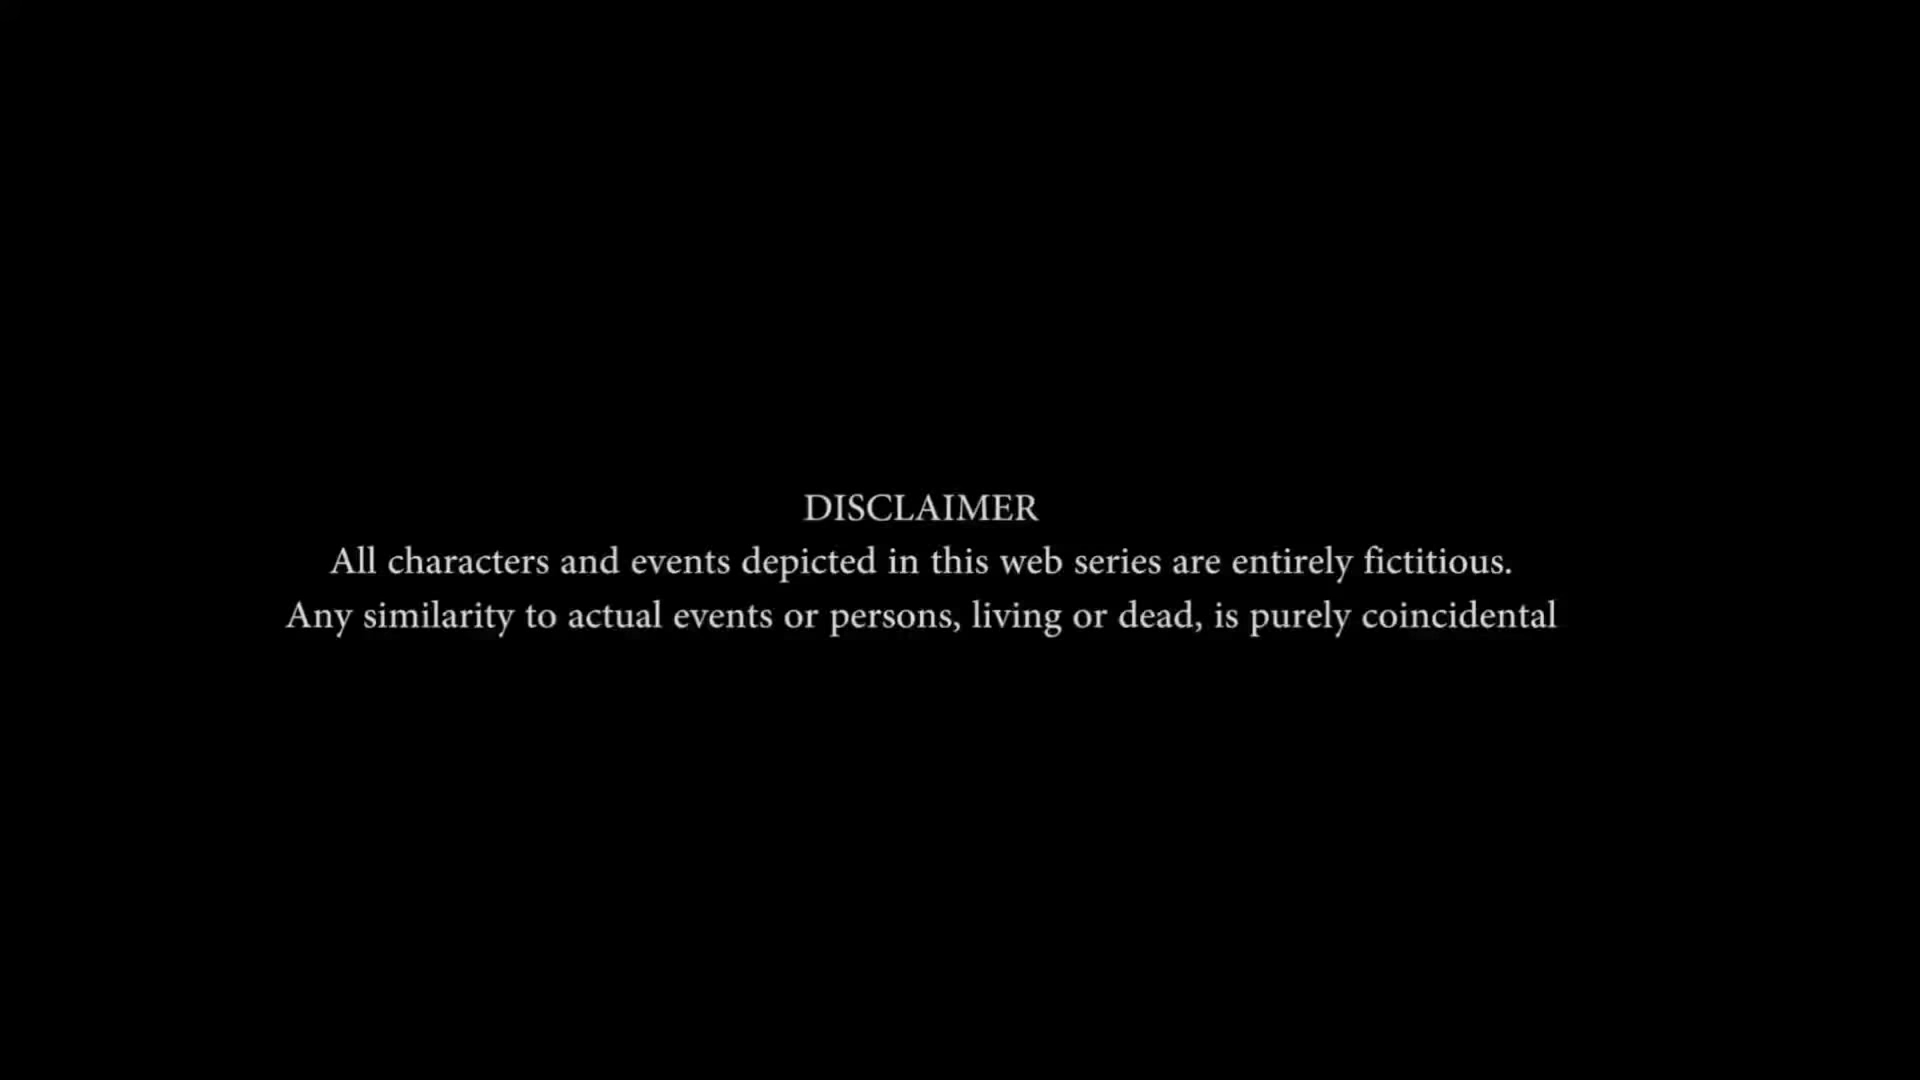 DISCLAIMER
All characters and events depicted in this web series are entirely fictitious.
Any similarity to actual events or persons, living or dead, is purely coincidental